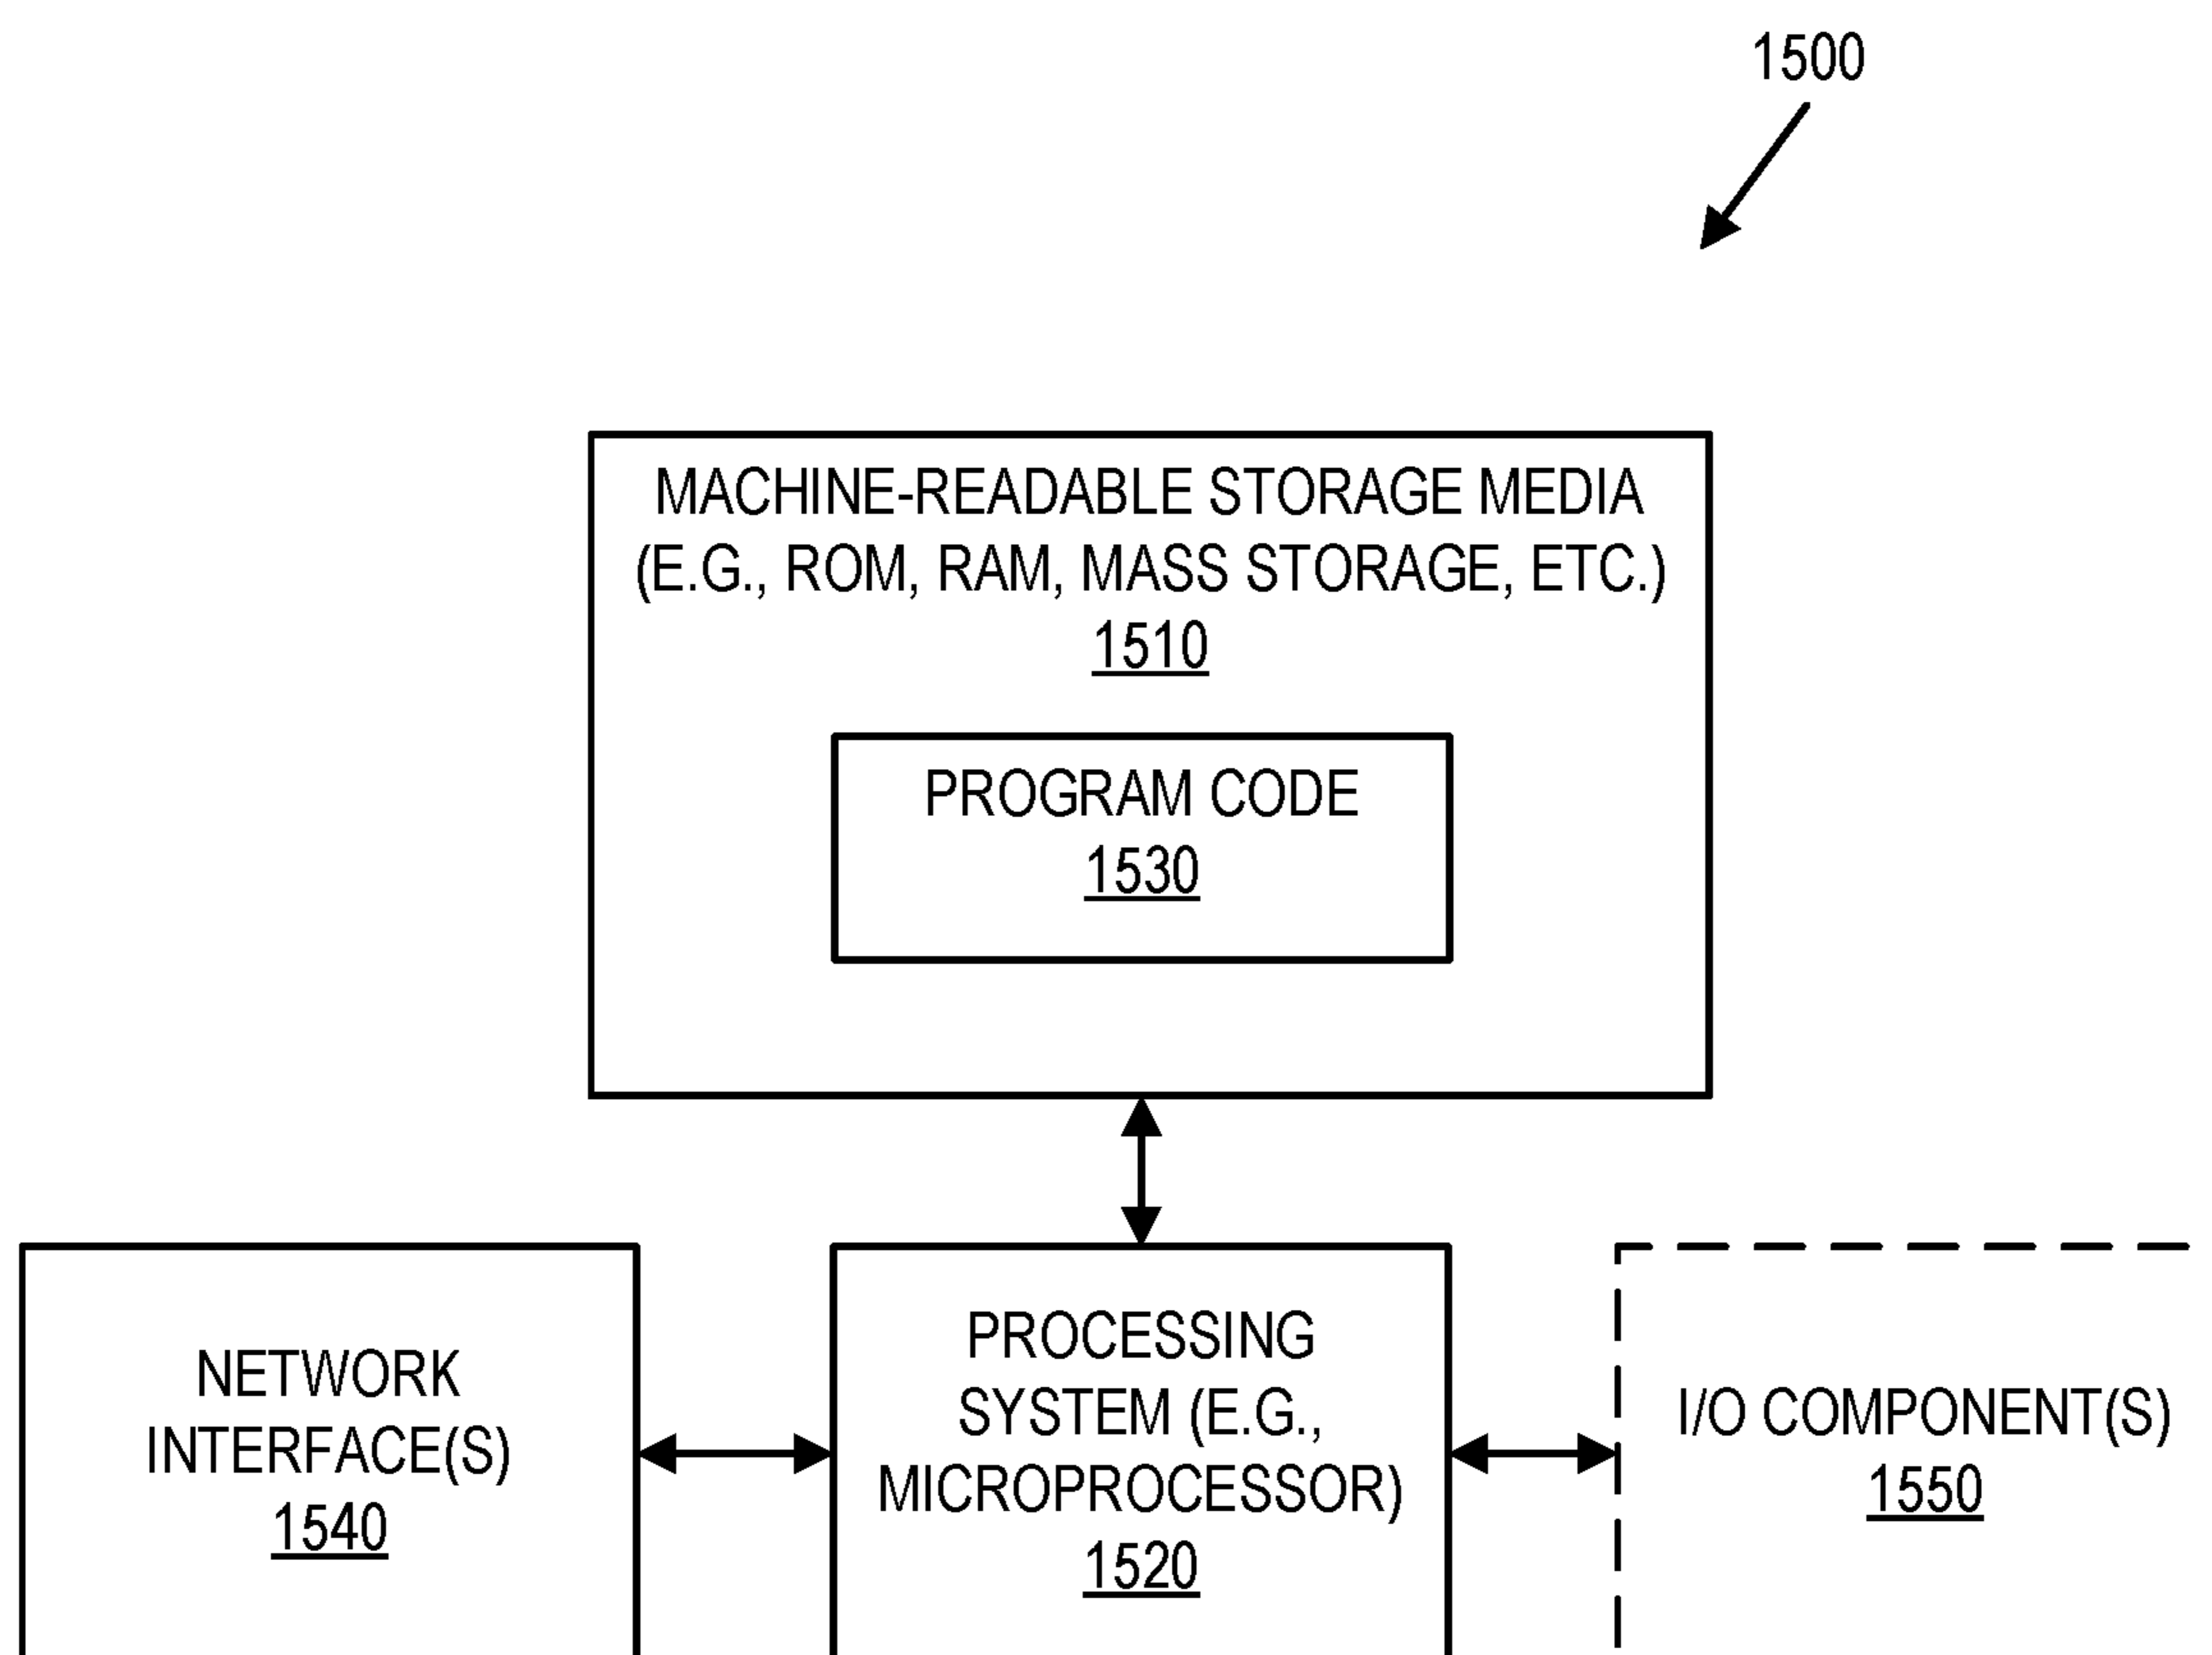 1500
MACHINE-READABLE STORAGE MEDIA
(E.G., ROM, RAM, MASS STORAGE, ETC.)
1510
PROGRAM CODE
1530
NETWORK
INTERFACE(S)
1540
PROCESSING
SYSTEM (E.G.,
MICROPROCESSOR)
1520
I/O COMPONENT(S)
1550